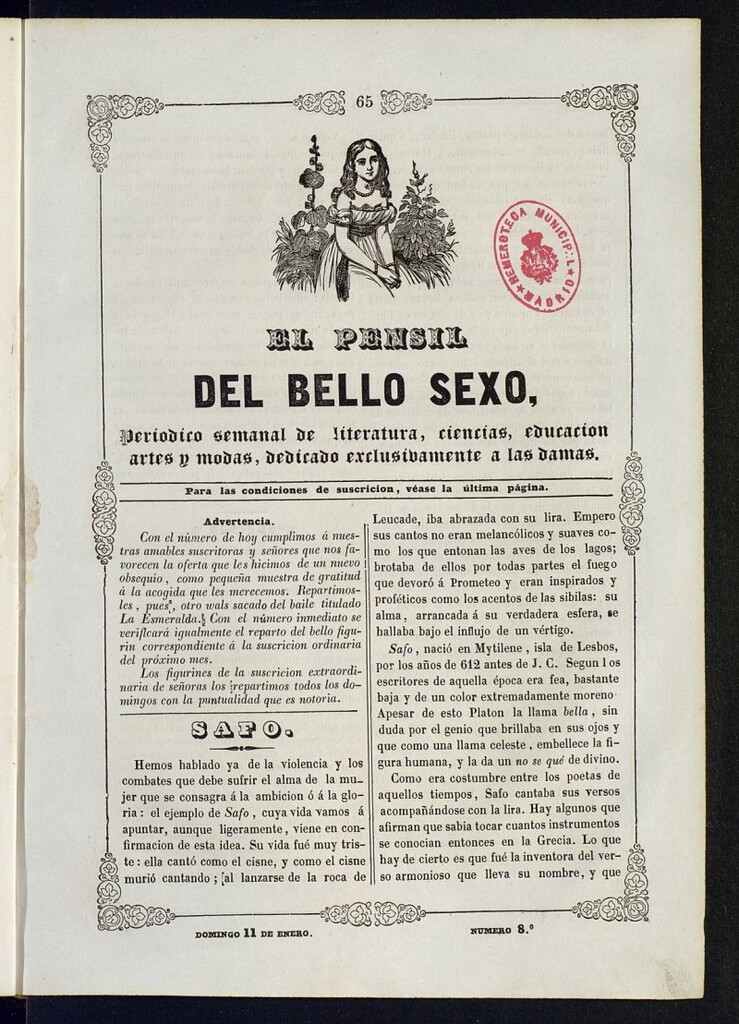 65
HEMEROTECA MUNICIPAL
★ MADRID ★
EL PENSIL
DEL BELLO SEXO,
Periodico semanal de literatura, ciencias, educacion
artes y modas, dedicado exclusivamente a las damas.
Para las condiciones de suscricion, véase la última página.
Advertencia.
Con el número de hoy cumplimos á nues-
tras amables suscritoras y señores que nos fa-
vorecen la oferta que les hicimos de un nuevo
obsequio, como pequeña muestra de gratitud
á la acogida que les merecemos. Repartimos-
les, pues, otro wals sacado del baile titulado
La Esmeralda. Con el número inmediato se
verificará igualmente el reparto del bello figu-
rin correspondiente á la suscricion ordinaria
del próximo mes.
Los figurines de la suscricion extraordi-
naria de señoras los repartimos todos los do-
mingos con la puntualidad que es notoria.
SAFO.
Hemos hablado ya de la violencia y los
combates que debe sufrir el alma de la mu-
jer que se consagra á la ambicion ó á la glo-
ria: el ejemplo de Safo, cuya vida vamos á
apuntar, aunque ligeramente, viene en con-
firmacion de esta idea. Su vida fué muy tris-
te: ella cantó como el cisne, y como el cisne
murió cantando; al lanzarse de la roca de
Leucade, iba abrazada con su lira. Empero
sus cantos no eran melancólicos y suaves co-
mo los que entonan las aves de los lagos;
brotaba de ellos por todas partes el fuego
que devoró á Prometeo y eran inspirados y
proféticos como los acentos de las sibilas: su
alma, arrancada á su verdadera esfera, se
hallaba bajo el influjo de un vértigo.
Safo, nació en Mytilene, isla de Lesbos,
por los años de 612 antes de J. C. Segun los
escritores de aquella época era fea, bastante
baja y de un color extremadamente moreno
Apesar de esto Platon la llama bella, sin
duda por el genio que brillaba en sus ojos y
que como una llama celeste, embellece la fi-
gura humana, y la da un no se qué de divino.
Como era costumbre entre los poetas de
aquellos tiempos, Safo cantaba sus versos
acompañándose con la lira. Hay algunos que
afirman que sabia tocar cuantos instrumentos
se conocian entonces en la Grecia. Lo que
hay de cierto es que fué la inventora del ver-
so armonioso que lleva su nombre, y que
DOMINGO 11 DE ENERO.
NUMERO 8.º